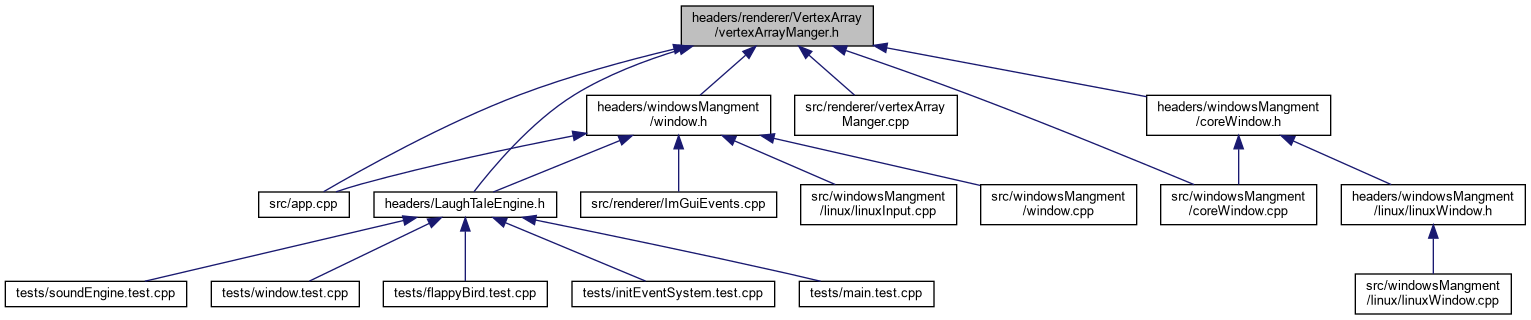 headers/renderer/VertexArray
/vertexArrayManger.h
headers/windowsMangment
/window.h
src/renderer/vertexArray
Manger.cpp
headers/windowsMangment
/coreWindow.h
src/app.cpp
headers/LaughTaleEngine.h
src/renderer/ImGuiEvents.cpp
src/windowsMangment
/linux/linuxInput.cpp
src/windowsMangment
/window.cpp
src/windowsMangment
/coreWindow.cpp
headers/windowsMangment
/linux/linuxWindow.h
tests/soundEngine.test.cpp
tests/window.test.cpp
tests/flappyBird.test.cpp
tests/initEventSystem.test.cpp
tests/main.test.cpp
src/windowsMangment
/linux/linuxWindow.cpp